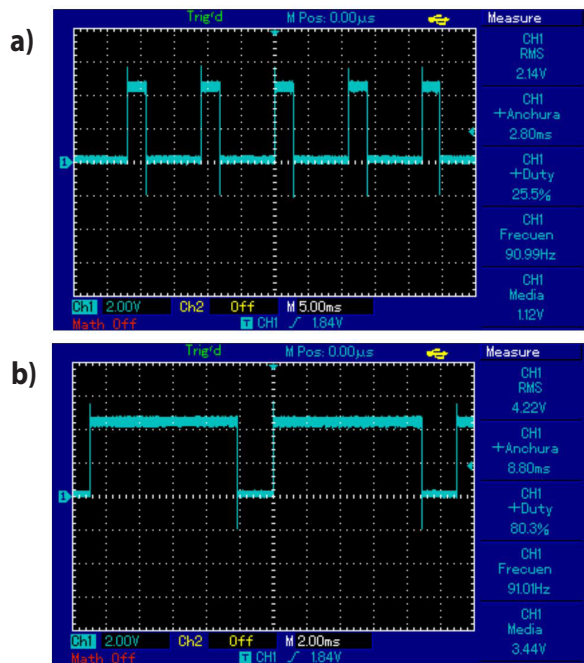 a)
Trig'd M Pos: 0.00µs Measure
CH1
RMS
2.14V
CH1
+Anchura
2.80ms
CH1
+Duty
25.5%
CH1
Frecuen
90.99Hz
CH1
Media
1.12V
1
Ch1 2.00V Ch2 Off M 5.00ms
Math Off T CH1 1.84V
b)
Trig'd M Pos: 0.00µs Measure
CH1
RMS
4.22V
CH1
+Anchura
8.80ms
CH1
+Duty
80.3%
CH1
Frecuen
91.01Hz
CH1
Media
3.44V
1
Ch1 2.00V Ch2 Off M 2.00ms
Math Off T CH1 1.84V